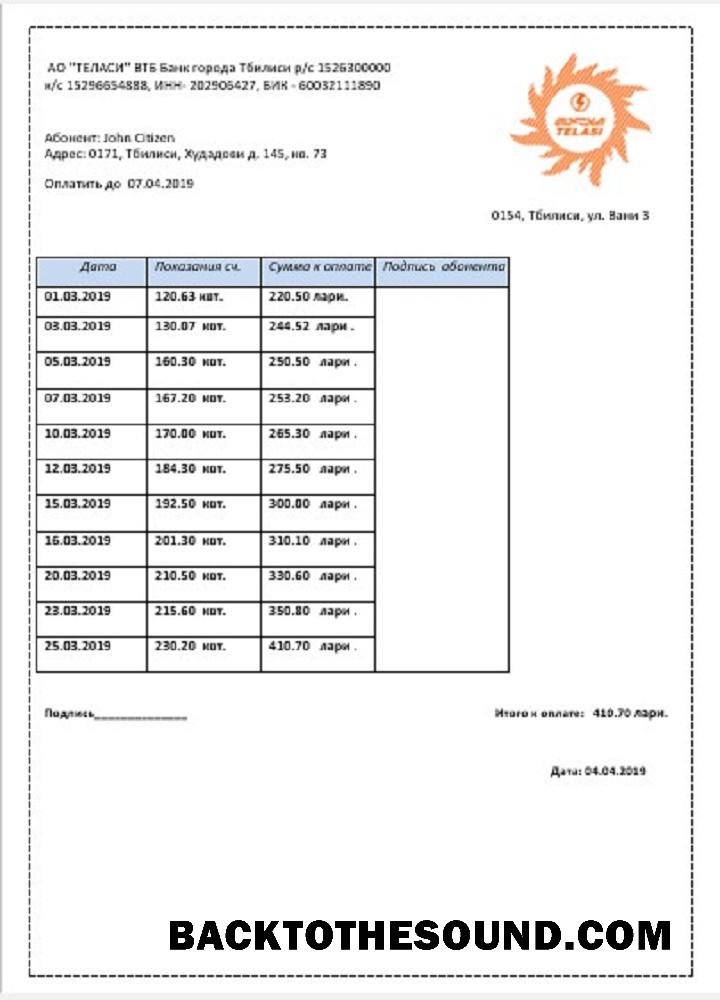 АО "ТЕЛАСИ" ВТБ Банк города Тбилиси р/с 1526300000
к/с 15296654888, ИНН- 202906427, БИК - 60032111890
TELASI
Абонент: John Citizen
Адрес: 0171, Тбилиси, Худадови д. 145, кв. 73
Оплатить до 07.04.2019
0154, Тбилиси, ул. Вани 3
Дата Показания сч. Сумма к оплате Подпись абонента
01.03.2019 120.63 квт. 220.50 лари.
03.03.2019 130.07 квт. 244.52 лари .
05.03.2019 160.30 квт. 250.50 лари .
07.03.2019 167.20 квт. 253.20 лари .
10.03.2019 170.00 квт. 265.30 лари .
12.03.2019 184.30 квт. 275.50 лари .
15.03.2019 192.50 квт. 300.00 лари .
16.03.2019 201.30 квт. 310.10 лари .
20.03.2019 210.50 квт. 330.60 лари .
23.03.2019 215.60 квт. 350.80 лари .
25.03.2019 230.20 квт. 410.70 лари .
Подпись_______________ Итого к оплате: 410.70 лари.
Дата: 04.04.2019
BACKTOTHESOUND.COM